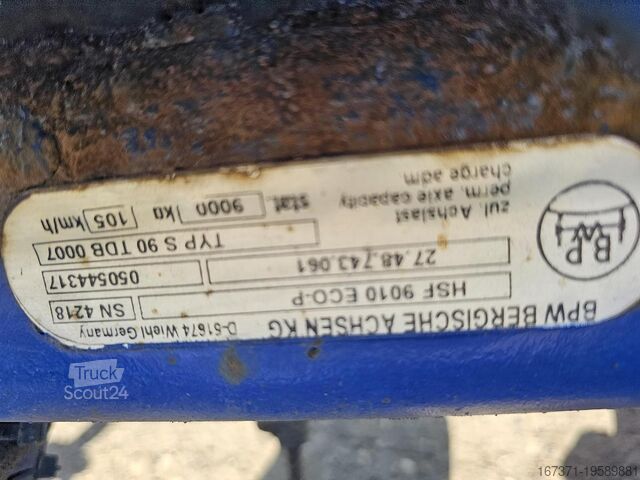 BPW BERGISCHE ACHSEN KG
D-51674 Wiehl Germany
HSF 9010 ECO-P
SN 4218
27.48.743.061
050544317
TYP S 90 TDB 0007
zul. Achslast
perm. axle capacity
charge adm.
stat. 9000 kg 105 km/h
BPW
Truck
Scout24
167371-19589881